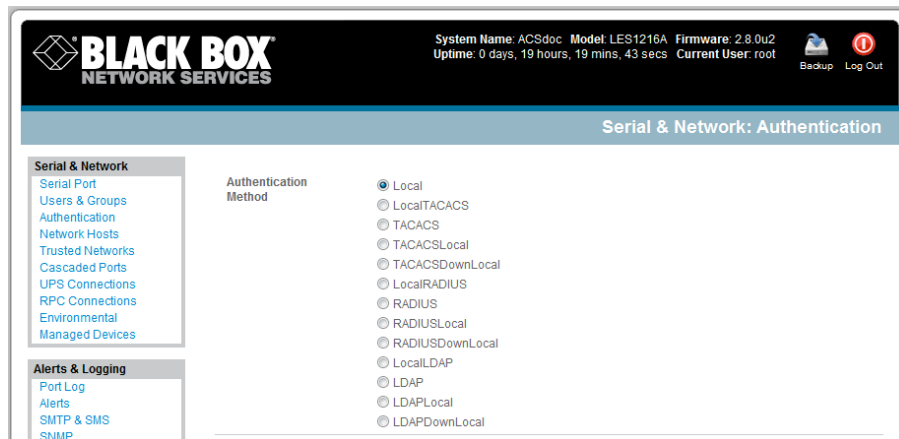 BLACK BOX®
NETWORK SERVICES
System Name: ACSdoc Model: LES1216A Firmware: 2.8.0u2
Uptime: 0 days, 19 hours, 19 mins, 43 secs Current User: root
Backup Log Out
Serial & Network: Authentication
Serial & Network
Serial Port
Users & Groups
Authentication
Network Hosts
Trusted Networks
Cascaded Ports
UPS Connections
RPC Connections
Environmental
Managed Devices
Alerts & Logging
Port Log
Alerts
SMTP & SMS
SNMP
Authentication
Method
Local
LocalTACACS
TACACS
TACACSLocal
TACACSDownLocal
LocalRADIUS
RADIUS
RADIUSLocal
RADIUSDownLocal
LocalLDAP
LDAP
LDAPLocal
LDAPDownLocal